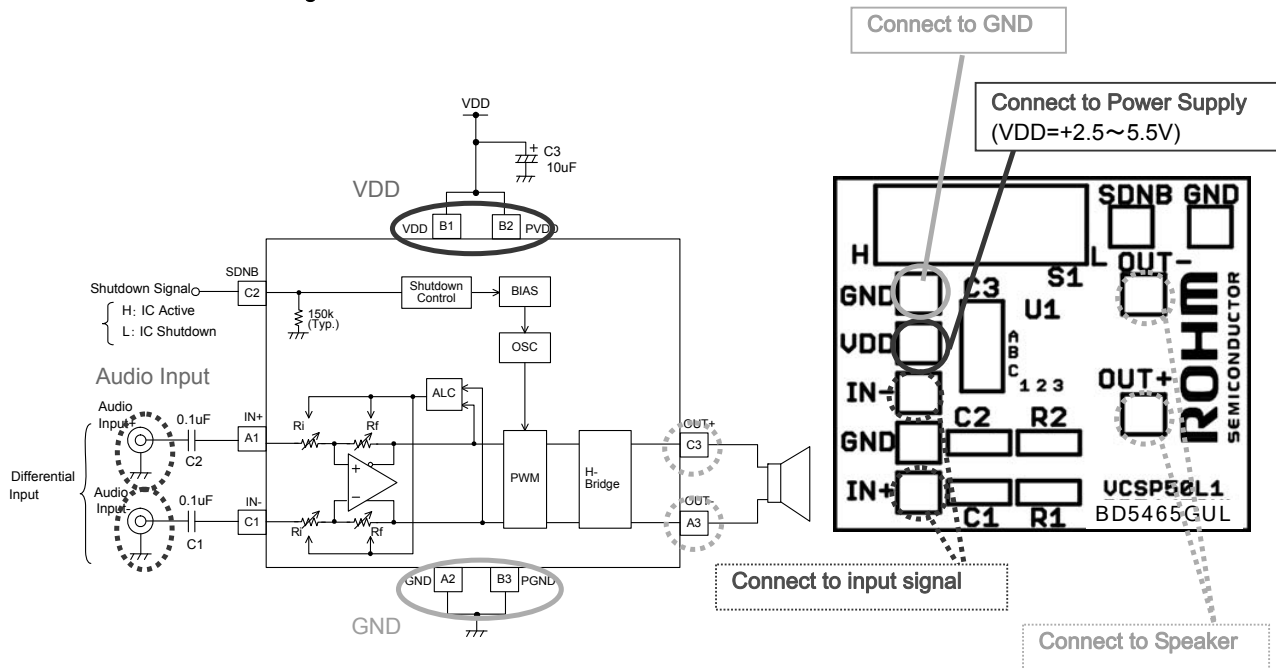 Connect to GND
Connect to Power Supply
(VDD=+2.5～5.5V)
VDD
C3
10uF
VDD
VDD B1 B2 PVDD
SDNB
Shutdown Signal C2
H: IC Active
L: IC Shutdown
150k
(Typ.)
Shutdown
Control
BIAS
OSC
Audio Input
ALC
Audio
Input+
0.1uF
C2
IN+
A1
Ri
Rf
+
−
Differential
Input
Audio
Input-
0.1uF
C1
IN-
C1
Ri
Rf
PWM
H-
Bridge
OUT+
C3
OUT-
A3
GND A2 B3 PGND
GND
SDNB GND
H
L
S1
OUT-
GND
C3
U1
VDD
A
B
C
1 2 3
IN-
OUT+
GND
C2 R2
IN+
C1 R1
ROHM
SEMICONDUCTOR
VCSP50L1
BD5465GUL
Connect to input signal
Connect to Speaker